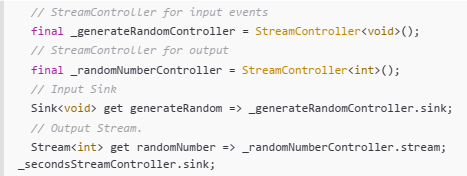 // StreamController for input events
final _generateRandomController = StreamController<void>();
// StreamController for output
final _randomNumberController = StreamController<int>();
// Input Sink
Sink<void> get generateRandom => _generateRandomController.sink;
// Output Stream.
Stream<int> get randomNumber => _randomNumberController.stream;
_secondsStreamController.sink;